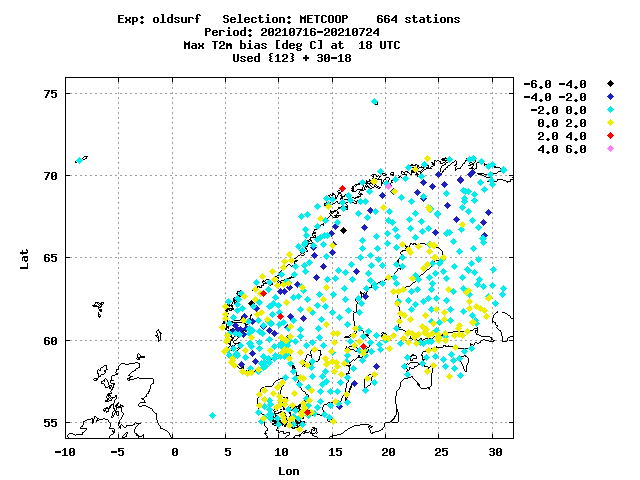 Exp: oldsurf   Selection: METCOOP    664 stations
Period: 20210716-20210724
Max T2m bias [deg C] at  18 UTC
Used {12} + 30-18
-6.0 -4.0
-4.0 -2.0
-2.0 0.0
0.0 2.0
2.0 4.0
4.0 6.0
75
70
65
60
55
Lat
-10 -5 0 5 10 15 20 25 30
Lon